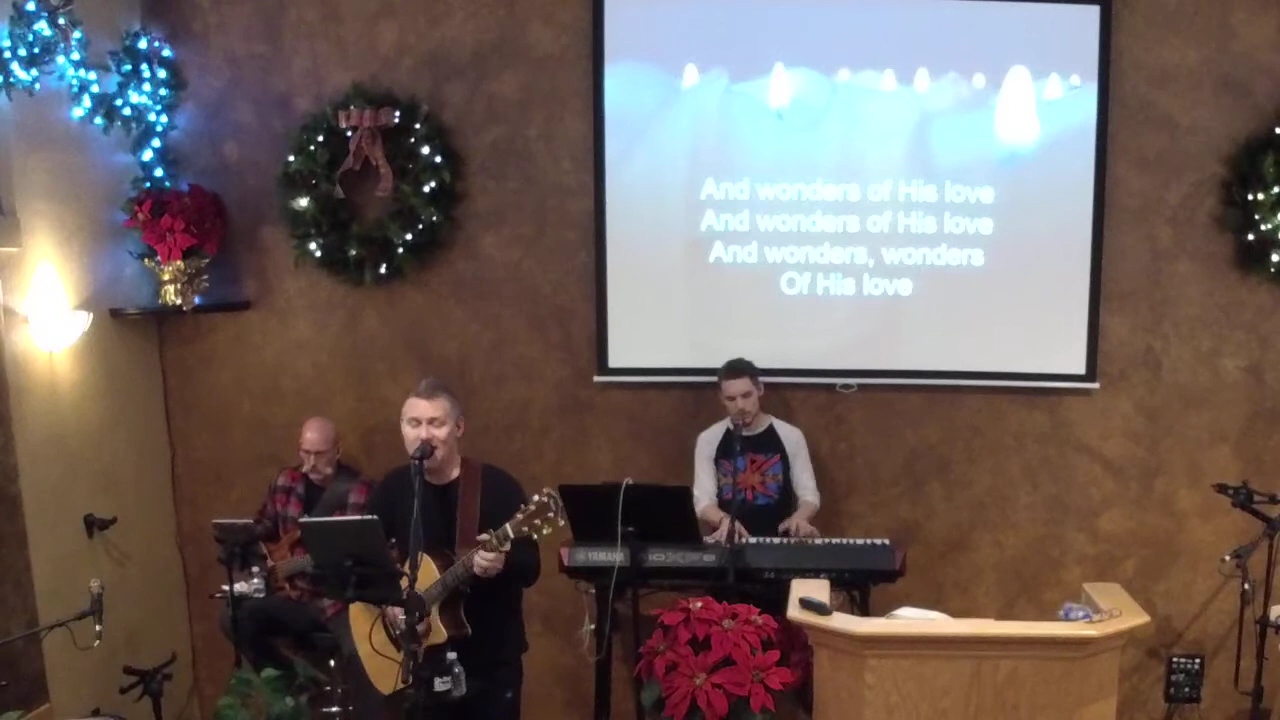 And wonders of His love
And wonders of His love
And wonders, wonders
Of His love
YAMAHA